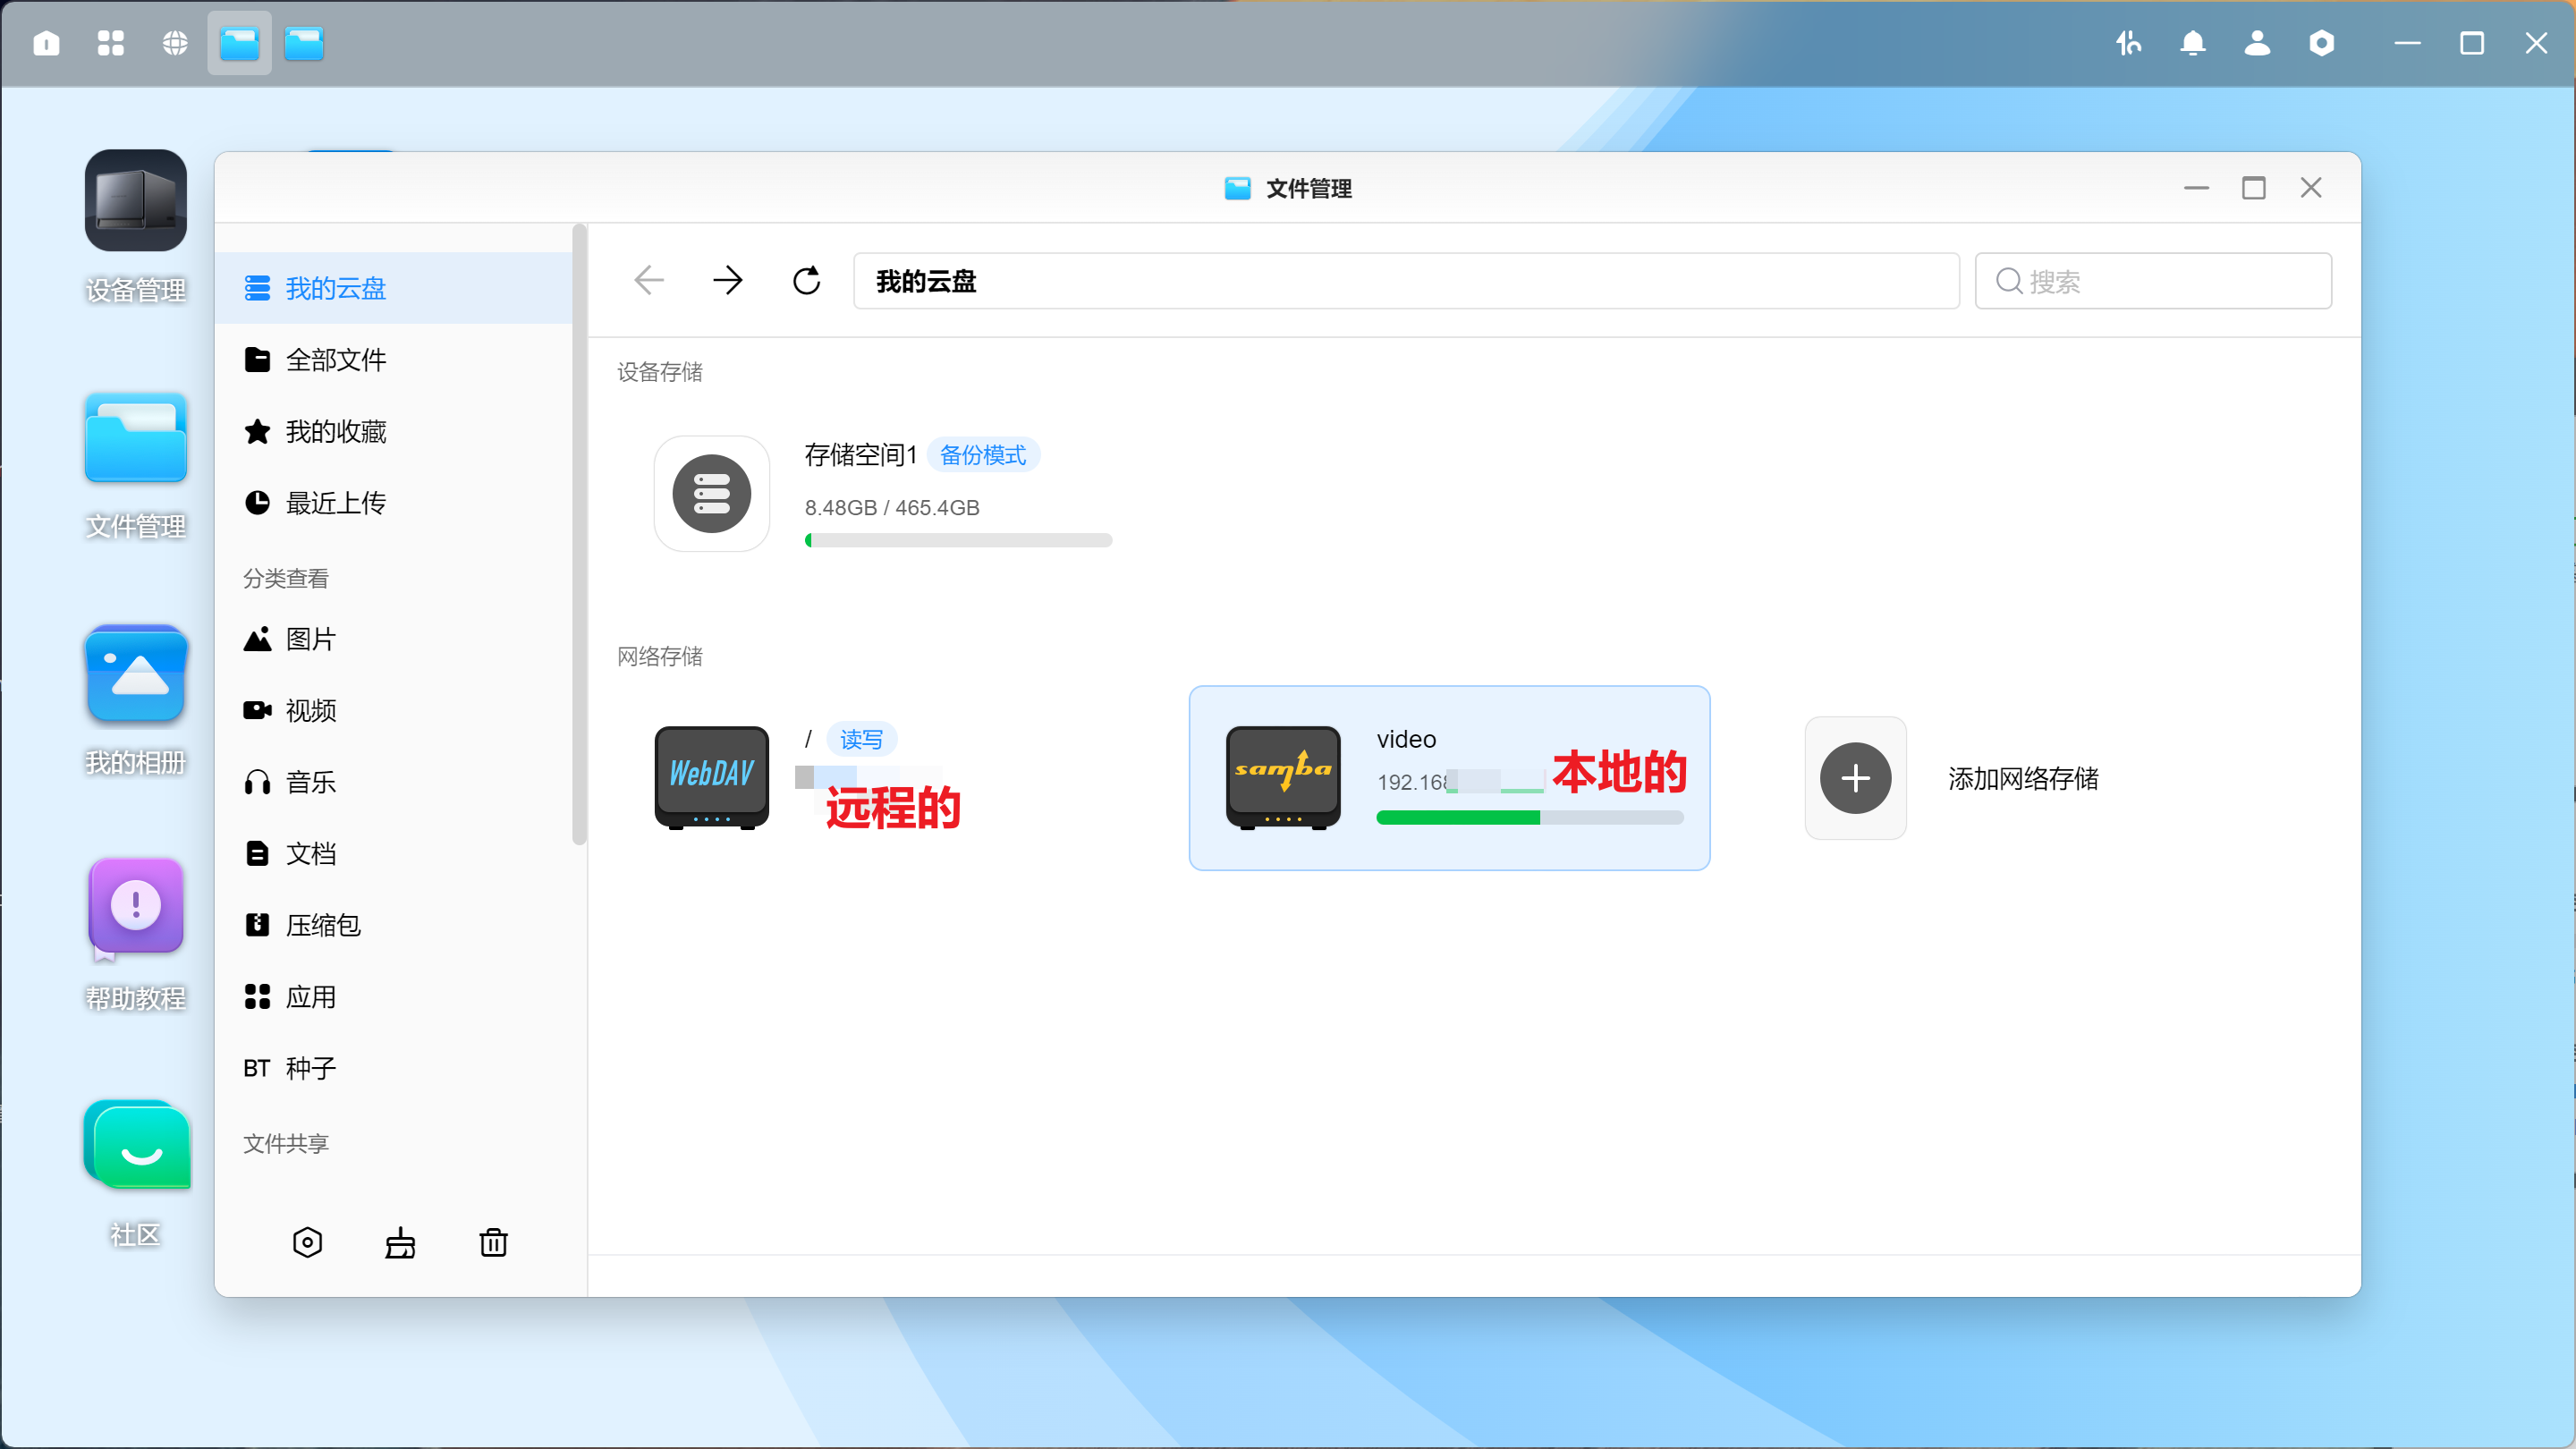 文件管理
设备管理
文件管理
我的相册
帮助教程
社区
我的云盘
全部文件
我的收藏
最近上传
分类查看
图片
视频
音乐
文档
压缩包
应用
BT 种子
文件共享
我的云盘
搜索
设备存储
存储空间1 备份模式
8.48GB / 465.4GB
网络存储
WebDAV
/ 读写
远程的
samba
video
192.168
本地的
添加网络存储